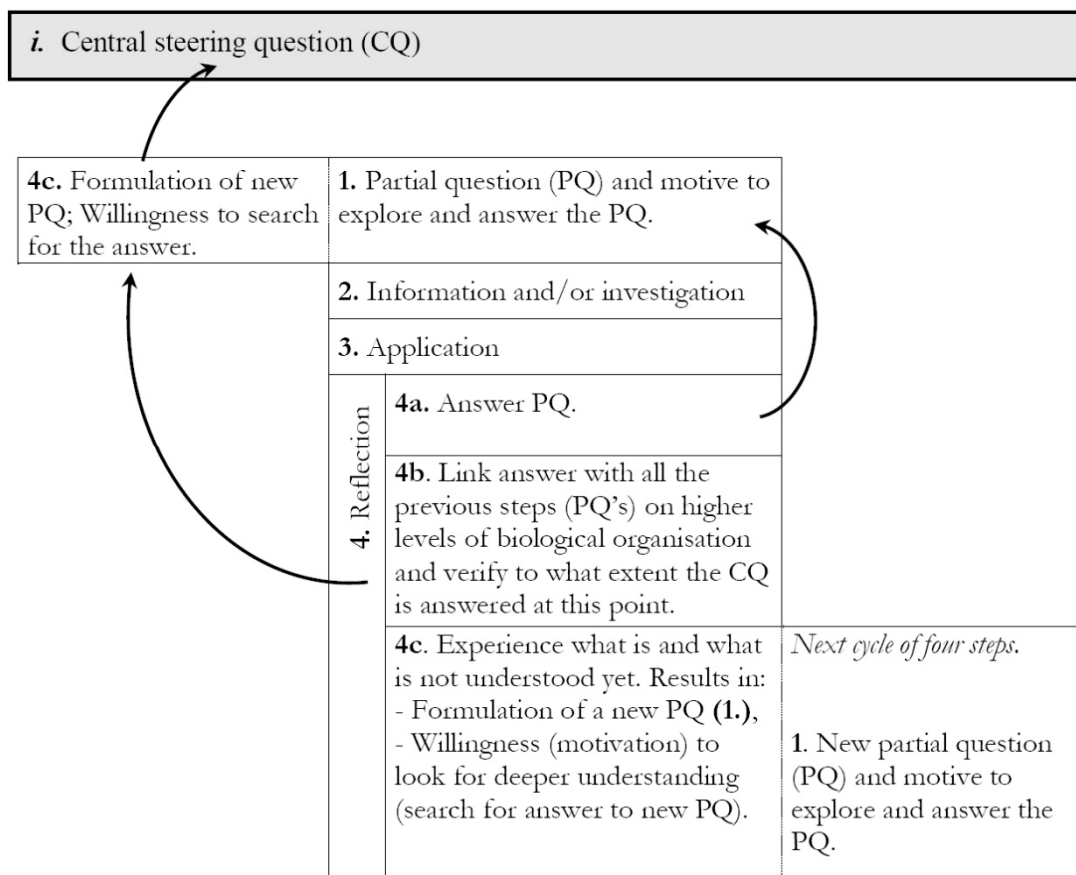 i. Central steering question (CQ)
4c. Formulation of new
PQ; Willingness to search
for the answer.
1. Partial question (PQ) and motive to
explore and answer the PQ.
2. Information and/or investigation
3. Application
4. Reflection
4a. Answer PQ.
4b. Link answer with all the
previous steps (PQ’s) on higher
levels of biological organisation
and verify to what extent the CQ
is answered at this point.
4c. Experience what is and what
is not understood yet. Results in:
- Formulation of a new PQ (1.),
- Willingness (motivation) to
look for deeper understanding
(search for answer to new PQ).
Next cycle of four steps.
1. New partial question
(PQ) and motive to
explore and answer the
PQ.